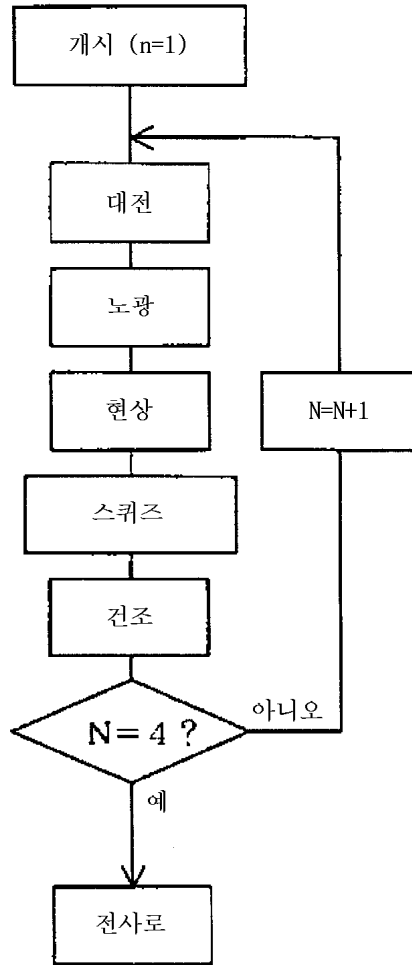 개시 (n=1)
대전
노광
현상
N=N+1
스퀴즈
건조
N=4 ?
아니오
예
전사로